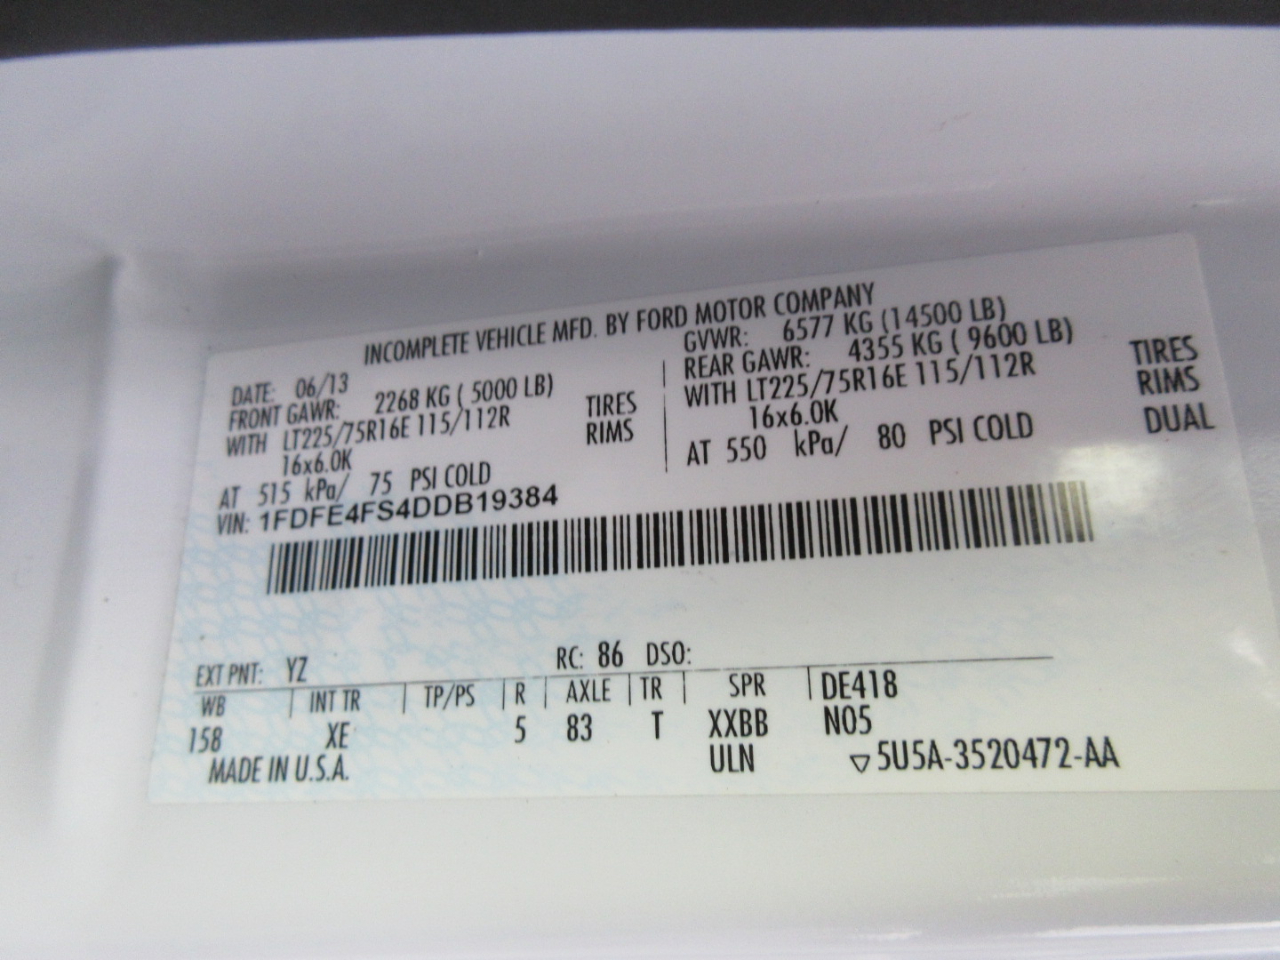 INCOMPLETE VEHICLE MFD. BY FORD MOTOR COMPANY
DATE: 06/13
FRONT GAWR: 2268 KG ( 5000 LB)
WITH LT225/75R16E 115/112R TIRES
16x6.0K RIMS
AT 515 kPa/ 75 PSI COLD
GVWR: 6577 KG (14500 LB)
REAR GAWR: 4355 KG ( 9600 LB)
WITH LT225/75R16E 115/112R TIRES
16x6.0K RIMS
AT 550 kPa/ 80 PSI COLD DUAL
VIN: 1FDFE4FS4DDB19384
EXT PNT: YZ RC: 86 DSO:
WB INT TR TP/PS R AXLE TR SPR DE418
158 XE 5 83 T XXBB N05
MADE IN U.S.A. ULN ▽5U5A-3520472-AA